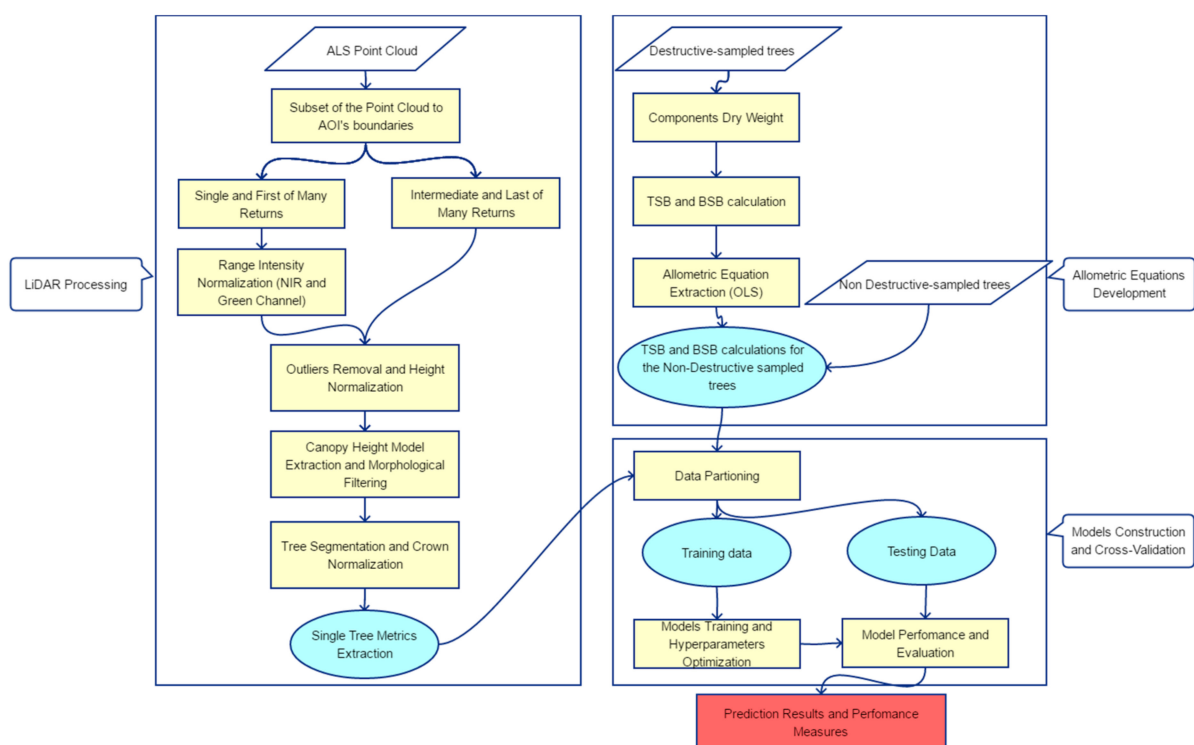 ALS Point Cloud
Subset of the Point Cloud to
AOI's boundaries
Single and First of Many
Returns
Intermediate and Last of
Many Returns
Range Intensity
Normalization (NIR and
Green Channel)
LiDAR Processing
Outliers Removal and Height
Normalization
Canopy Height Model
Extraction and Morphological
Filtering
Tree Segmentation and Crown
Normalization
Single Tree Metrics
Extraction
Destructive-sampled trees
Components Dry Weight
TSB and BSB calculation
Allometric Equation
Extraction (OLS)
Non Destructive-sampled trees
Allometric Equations
Development
TSB and BSB calculations for
the Non-Destructive sampled
trees
Data Partioning
Training data
Testing Data
Models Construction
and Cross-Validation
Models Training and
Hyperparameters
Optimization
Model Perfomance and
Evaluation
Prediction Results and Perfomance
Measures